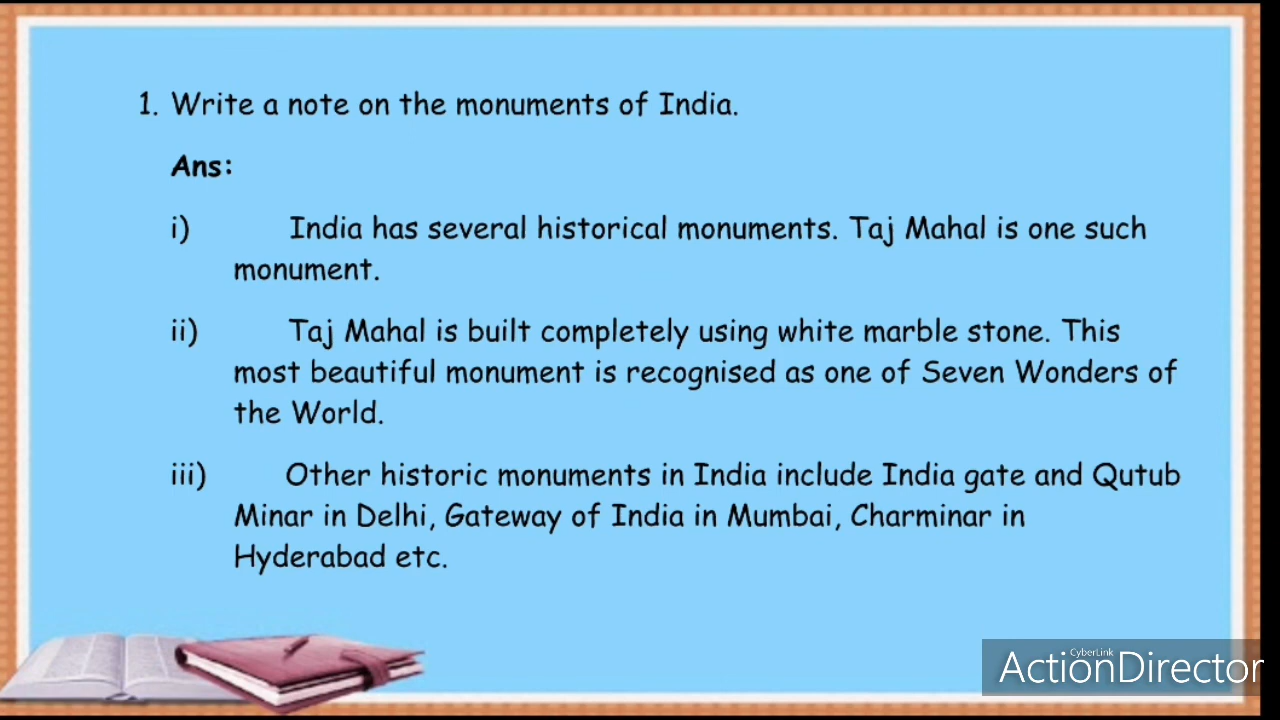 1. Write a note on the monuments of India.
Ans:
i) India has several historical monuments. Taj Mahal is one such
monument.
ii) Taj Mahal is built completely using white marble stone. This
most beautiful monument is recognised as one of Seven Wonders of
the World.
iii) Other historic monuments in India include India gate and Qutub
Minar in Delhi, Gateway of India in Mumbai, Charminar in
Hyderabad etc.
CyberLink
ActionDirector